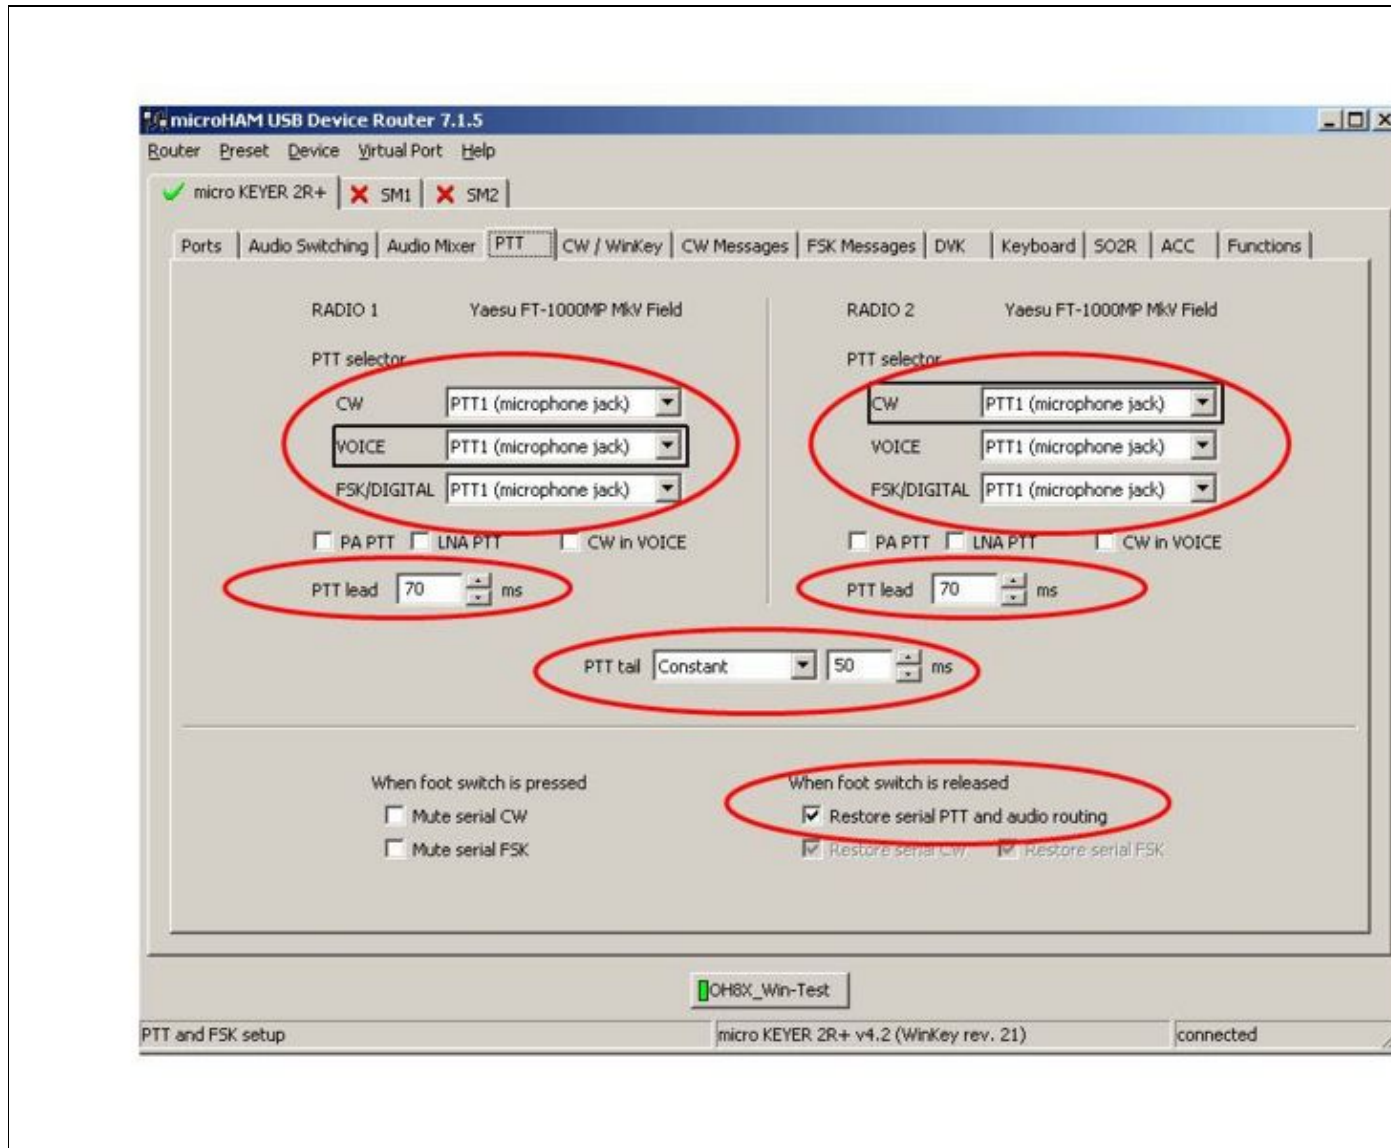 microHAM USB Device Router 7.1.5
Router Preset Device Virtual Port Help
micro KEYER 2R+ SM1 SM2
Ports Audio Switching Audio Mixer PTT CW / WinKey CW Messages FSK Messages DVK Keyboard SO2R ACC Functions
RADIO 1 Yaesu FT-1000MP MkV Field RADIO 2 Yaesu FT-1000MP MkV Field
PTT selector PTT selector
CW PTT1 (microphone jack) CW PTT1 (microphone jack)
VOICE PTT1 (microphone jack) VOICE PTT1 (microphone jack)
FSK/DIGITAL PTT1 (microphone jack) FSK/DIGITAL PTT1 (microphone jack)
PA PTT LNA PTT CW in VOICE PA PTT LNA PTT CW in VOICE
PTT lead 70 ms PTT lead 70 ms
PTT tail Constant 50 ms
When foot switch is pressed When foot switch is released
Mute serial CW Restore serial PTT and audio routing
Mute serial FSK Restore serial CW Restore serial FSK
OH8X_Win-Test
PTT and FSK setup micro KEYER 2R+ v4.2 (WinKey rev. 21) connected